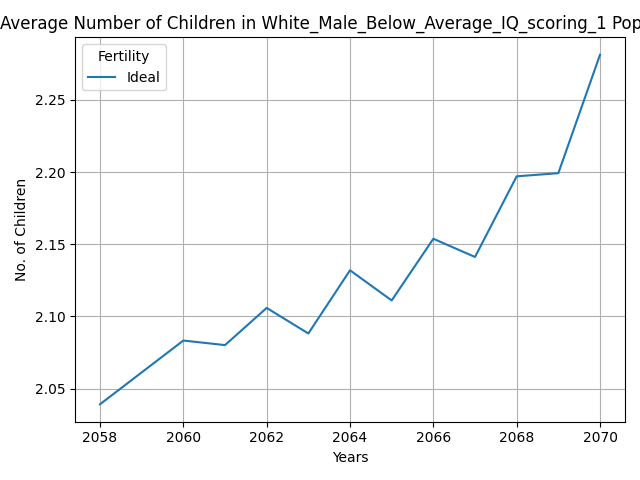 Average Number of Children in White_Male_Below_Average_IQ_scoring_1 Pop
Fertility
Ideal
No. of Children
2.25
2.20
2.15
2.10
2.05
2058 2060 2062 2064 2066 2068 2070
Years